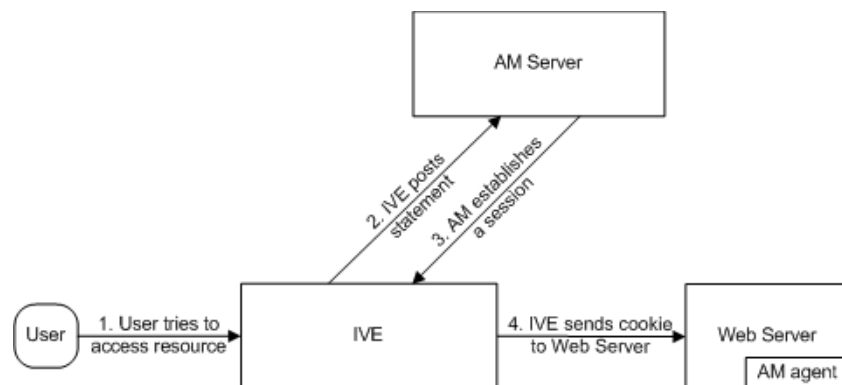 AM Server
2. IVE posts
statement
3. AM establishes
a session
User
1. User tries to
access resource
IVE
4. IVE sends cookie
to Web Server
Web Server
AM agent